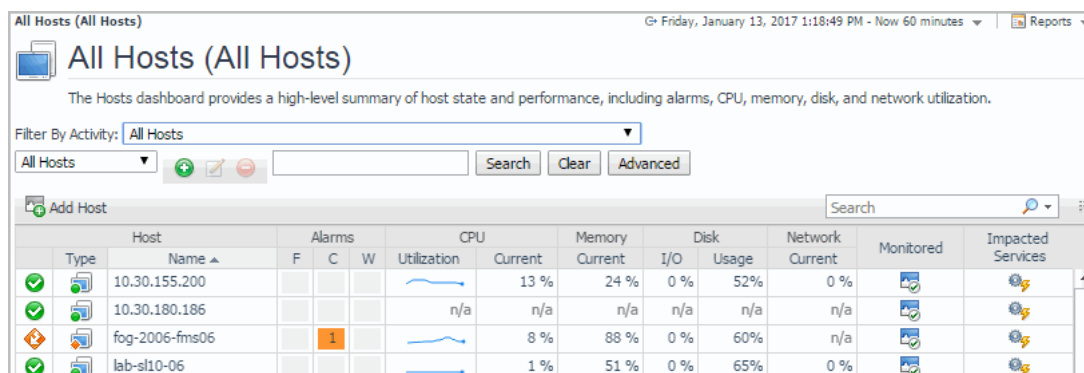 All Hosts (All Hosts) Friday, January 13, 2017 1:18:49 PM - Now 60 minutes Reports
All Hosts (All Hosts)
The Hosts dashboard provides a high-level summary of host state and performance, including alarms, CPU, memory, disk, and network utilization.
Filter By Activity: All Hosts
All Hosts Search Clear Advanced
Add Host Search
Host Alarms CPU Memory Disk Network Monitored Impacted Services
Type Name F C W Utilization Current Current I/O Usage Current
10.30.155.200 13 % 24 % 0 % 52% 0 %
10.30.180.186 n/a n/a n/a n/a n/a n/a
fog-2006-fms06 1 8 % 88 % 0 % 60% n/a
lab-sl10-06 1 % 51 % 0 % 65% 0 %